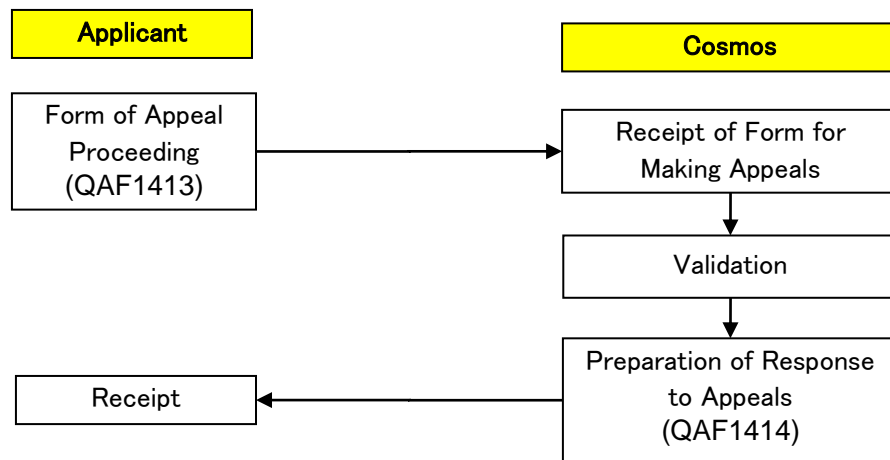 Applicant
Cosmos
Form of Appeal
Proceeding
(QAF1413)
Receipt of Form for
Making Appeals
Validation
Preparation of Response
to Appeals
(QAF1414)
Receipt